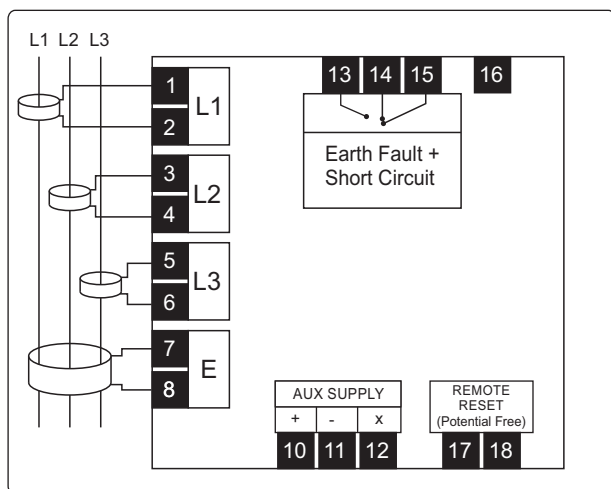 L1 L2 L3
13 14 15 16
1
L1
2
Earth Fault +
Short Circuit
3
L2
4
5
L3
6
7
E
8
AUX SUPPLY
+ - x
10 11 12
REMOTE
RESET
(Potential Free)
17 18